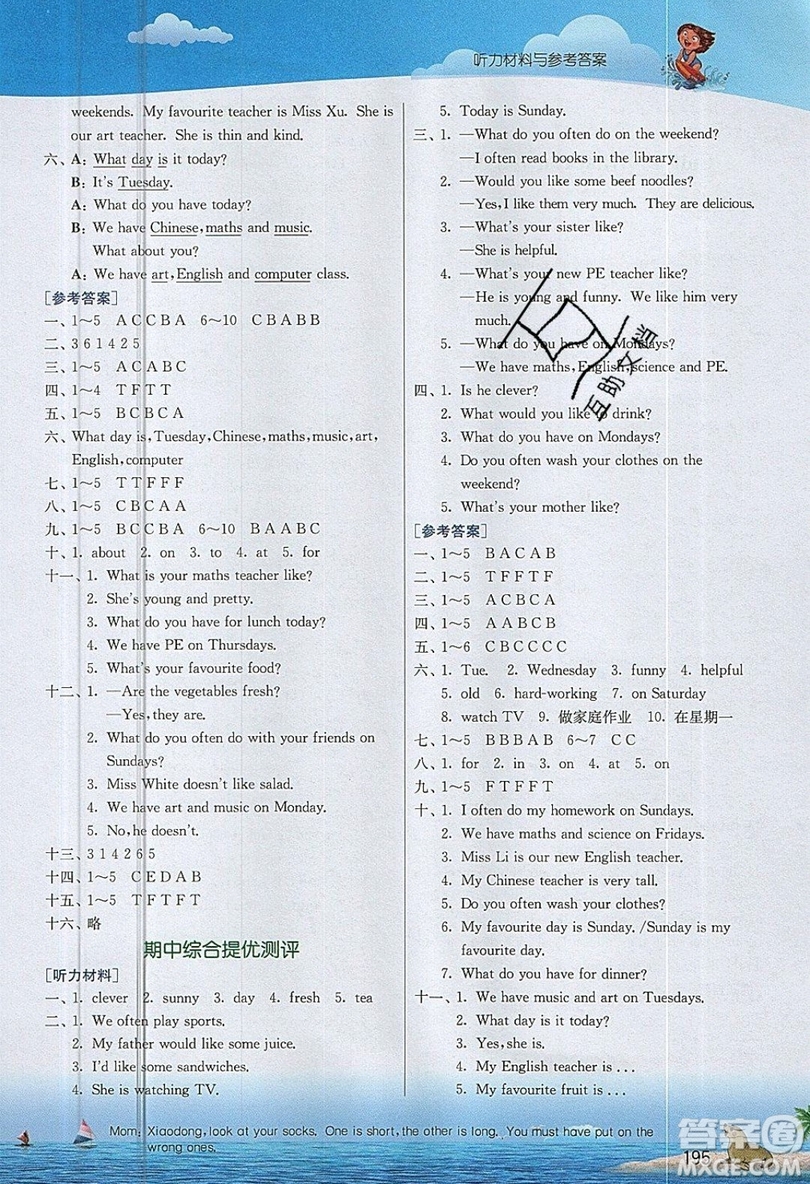 听力材料与参考答案
weekends. My favourite teacher is Miss Xu. She is
our art teacher. She is thin and kind.
六、A: What day is it today?
B: It's Tuesday.
A: What do you have today?
B: We have Chinese, maths and music.
What about you?
A: We have art, English and computer class.
[参考答案]
一、1～5 A C C B A 6～10 C B A B B
二、3 6 1 4 2 5
三、1～5 A C A B C
四、1～4 T F T T
五、1～5 B C B C A
六、What day is, Tuesday, Chinese, maths, music, art,
English, computer
七、1～5 T T F F F
八、1～5 C B C A A
九、1～5 B C C B A 6～10 B A A B C
十、1. about 2. on 3. to 4. at 5. for
十一、1. What is your maths teacher like?
2. She's young and pretty.
3. What do you have for lunch today?
4. We have PE on Thursdays.
5. What's your favourite food?
十二、1. —Are the vegetables fresh?
—Yes, they are.
2. What do you often do with your friends on
Sundays?
3. Miss White doesn't like salad.
4. We have art and music on Monday.
5. No, he doesn't.
十三、3 1 4 2 6 5
十四、1～5 C E D A B
十五、1～5 T F T F T
十六、略
期中综合提优测评
[听力材料]
一、1. clever 2. sunny 3. day 4. fresh 5. tea
二、1. We often play sports.
2. My father would like some juice.
3. I'd like some sandwiches.
4. She is watching TV.
5. Today is Sunday.
三、1. —What do you often do on the weekend?
—I often read books in the library.
2. —Would you like some beef noodles?
—Yes, I like them very much. They are delicious.
3. —What's your sister like?
—She is helpful.
4. —What's your new PE teacher like?
—He is young and funny. We like him very
much.
5. —What do you have on Mondays?
—We have maths, English, science and PE.
四、1. Is he clever?
2. What would you like to drink?
3. What do you have on Mondays?
4. Do you often wash your clothes on the
weekend?
5. What's your mother like?
[参考答案]
一、1～5 B A C A B
二、1～5 T F F T F
三、1～5 A C B C A
四、1～5 A A B C B
五、1～6 C B C C C C
六、1. Tue. 2. Wednesday 3. funny 4. helpful
5. old 6. hard-working 7. on Saturday
8. watch TV 9. 做家庭作业 10. 在星期一
七、1～5 B B B A B 6～7 C C
八、1. for 2. in 3. on 4. at 5. on
九、1～5 F T F F T
十、1. I often do my homework on Sundays.
2. We have maths and science on Fridays.
3. Miss Li is our new English teacher.
4. My Chinese teacher is very tall.
5. What day is it today?
6. My favourite day is Sunday. /Sunday is my
favourite day.
7. What do you have for dinner?
十一、1. We have music and art on Tuesdays.
2. What day is it today?
3. Yes, she is.
4. My English teacher is ...
5. My favourite fruit is ...
互助文档
Mom: Xiaodong, look at your socks. One is short, the other is long. You must have put on the
wrong ones.
195
答案圈
MXQE.COM